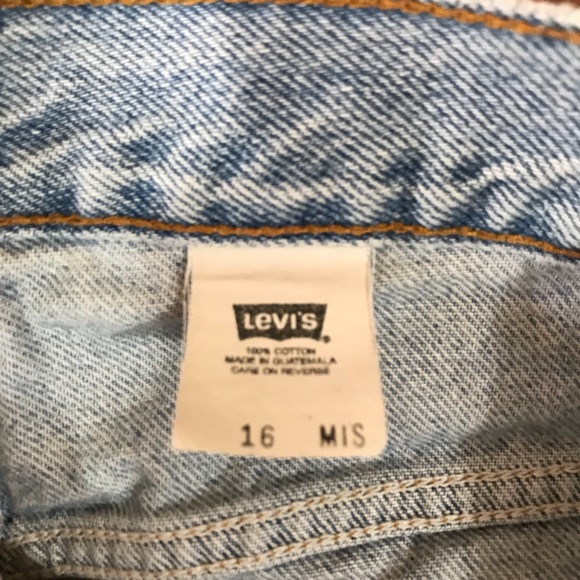 Levi's®
100% COTTON
MADE IN GUATEMALA
CARE ON REVERSE
16 MIS